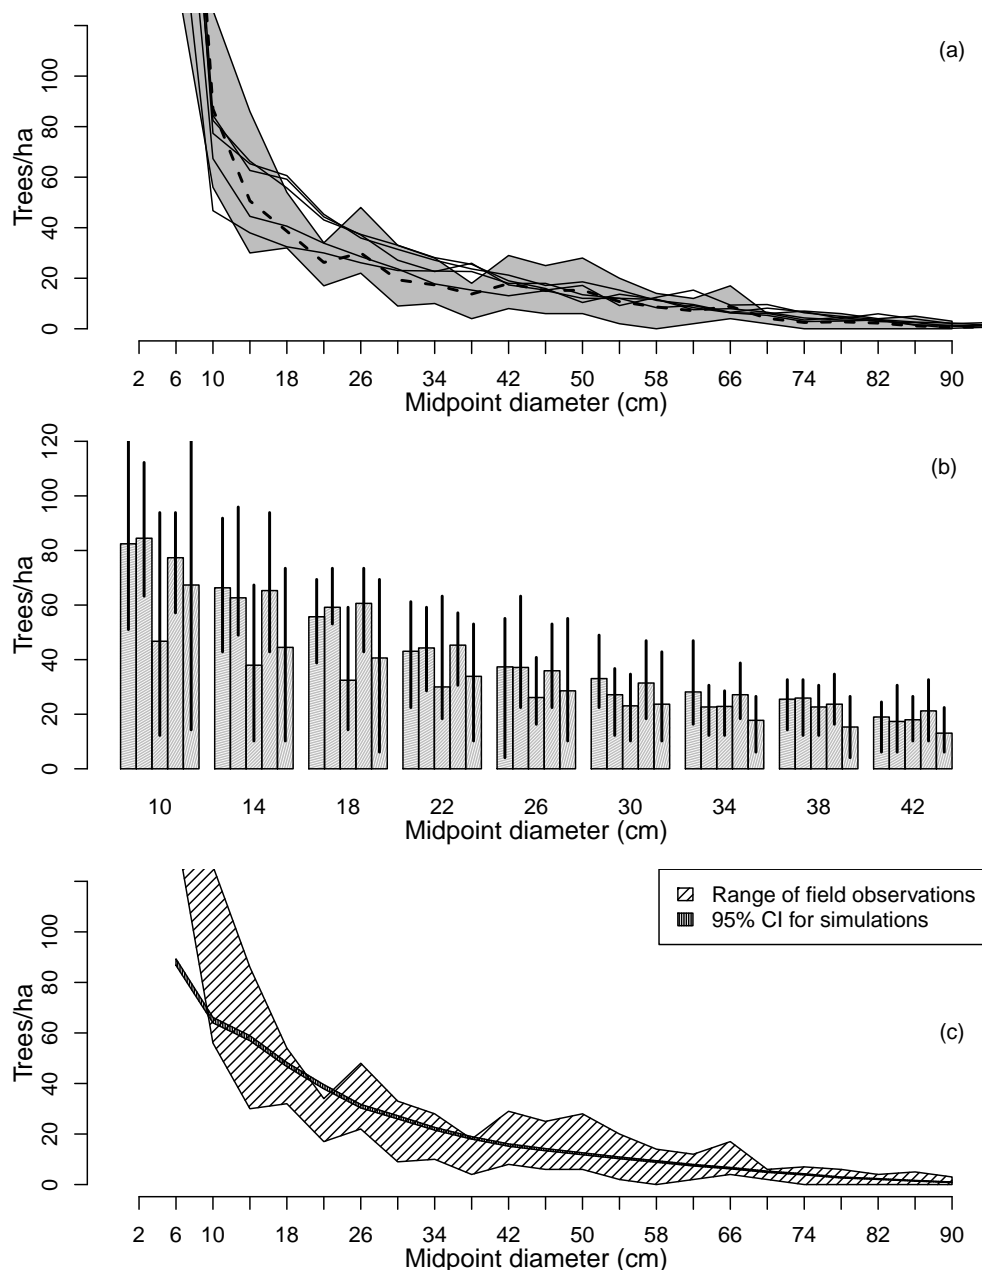 (a)
Trees/ha
0 20 40 60 80 100
2 6 10 18 26 34 42 50 58 66 74 82 90
Midpoint diameter (cm)
(b)
Trees/ha
0 20 40 60 80 100 120
10 14 18 22 26 30 34 38 42
Midpoint diameter (cm)
Range of field observations
95% CI for simulations
(c)
Trees/ha
0 20 40 60 80 100
2 6 10 18 26 34 42 50 58 66 74 82 90
Midpoint diameter (cm)